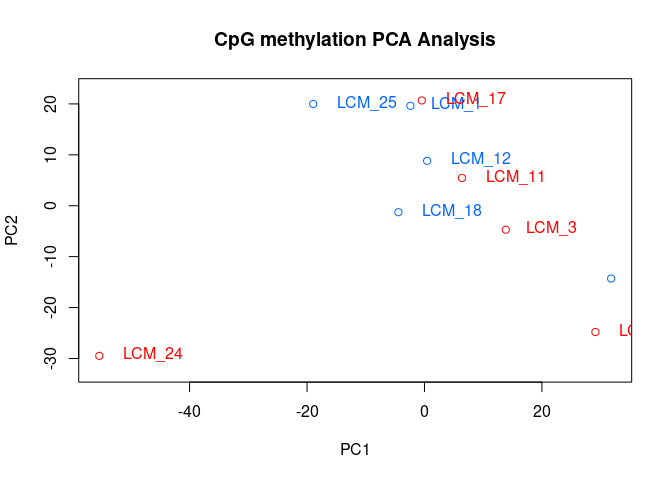 CpG methylation PCA Analysis
PC2
20
10
0
-10
-20
-30
LCM_25
LCM_1
LCM_17
LCM_12
LCM_11
LCM_18
LCM_3
LCM_24
-40
-20
0
20
PC1